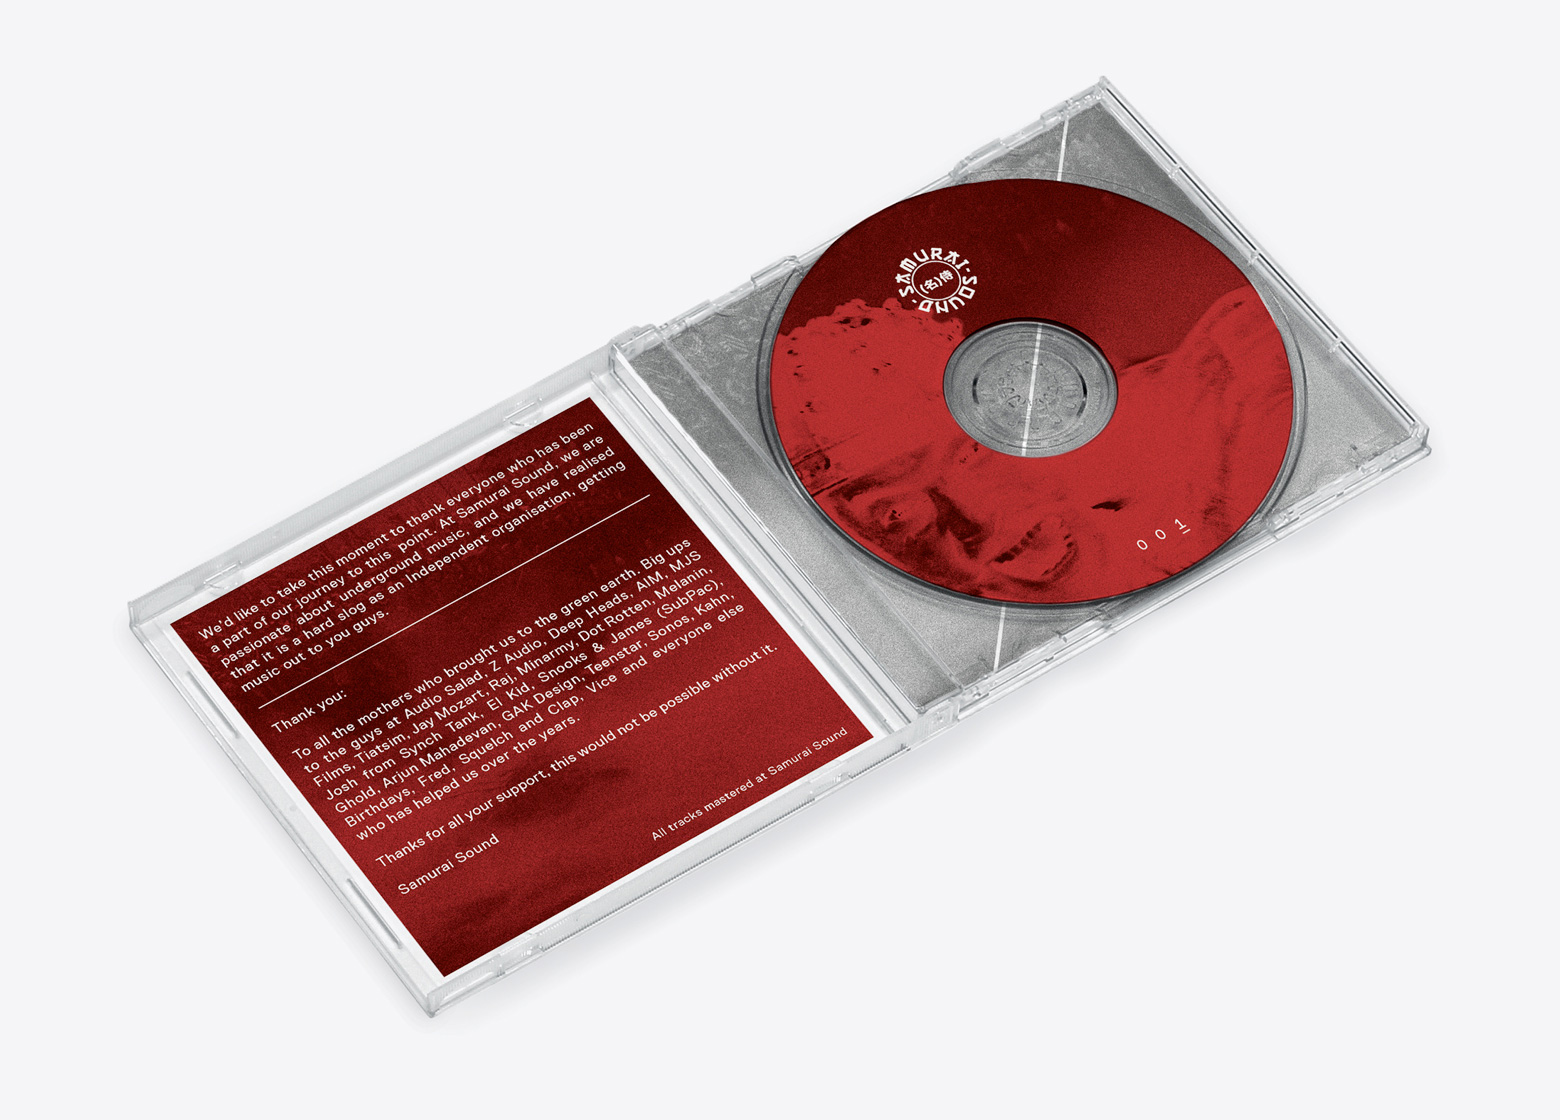 We'd like to take this moment to thank everyone who has been
a part of our journey to this point. At Samurai Sound, we are
passionate about underground music, and we have realised
that it is a hard slog as an independent organisation, getting
music out to you guys.
Thank you:
To all the mothers who brought us to the green earth. Big ups
to the guys at Audio Salad, Z Audio, Deep Heads, AIM, MJS
Films, Tiatsim, Jay Mozart, Raj, Minarmy, Dot Rotten, Melanin,
Josh from Synch Tank, El Kid, Snooks & James (SubPac),
Ghold, Arjun Mahadevan, GAK Design, Teenstar, Sonos, Kahn,
Birthdays, Fred, Squelch and Clap, Vice and everyone else
who has helped us over the years.
Thanks for all your support, this would not be possible without it.
Samurai Sound
All tracks mastered at Samurai Sound
SAMURAI·SOUND·
(名)侍
001